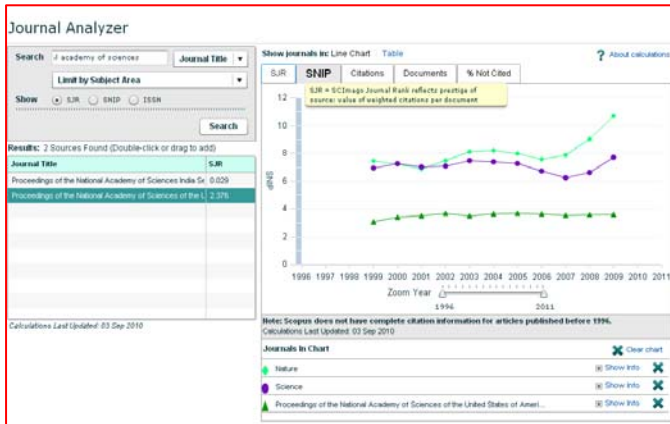 Journal Analyzer
Search J academy of sciences Journal Title
Limit by Subject Area
Show SJR SNIP ISSN
Search
Results: 2 Sources Found (Double-click or drag to add)
Journal Title SJR
Proceedings of the National Academy of Sciences India Se 0.029
Proceedings of the National Academy of Sciences of the U 2.376
Calculations Last Updated: 03 Sep 2010
Show journals in: Line Chart Table
? About calculations
SJR SNIP Citations Documents % Not Cited
SJR = SCImago Journal Rank reflects prestige of
source: value of weighted citations per document
12
10
8
6
4
2
0
SNIP
1996 1997 1998 1999 2000 2001 2002 2003 2004 2005 2006 2007 2008 2009 2010 2011
Zoom Year
1996 2011
Note: Scopus does not have complete citation information for articles published before 1996.
Calculations Last Updated: 03 Sep 2010
Journals in Chart Clear chart
Nature Show Info
Science Show Info
Proceedings of the National Academy of Sciences of the United States of Ameri... Show Info